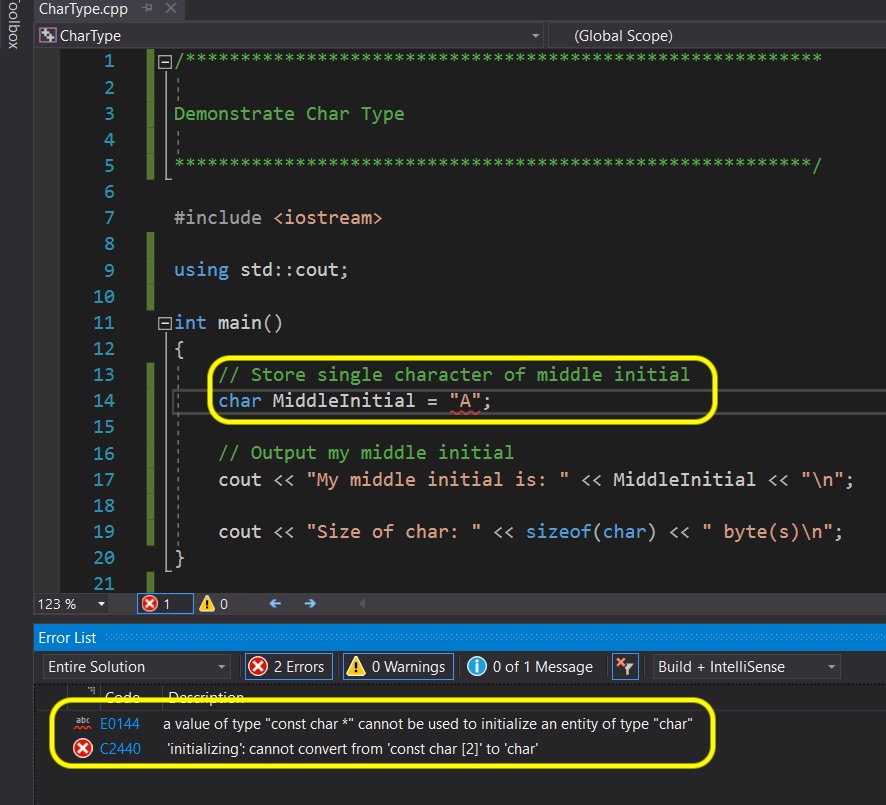 Toolbox
CharType.cpp
CharType (Global Scope)
1 /**********************************************************
2
3 Demonstrate Char Type
4
5 **********************************************************/
6
7 #include <iostream>
8
9 using std::cout;
10
11 int main()
12 {
13 // Store single character of middle initial
14 char MiddleInitial = "A";
15
16 // Output my middle initial
17 cout << "My middle initial is: " << MiddleInitial << "\n";
18
19 cout << "Size of char: " << sizeof(char) << " byte(s)\n";
20 }
21
123 % 1 0
Error List
Entire Solution 2 Errors 0 Warnings 0 of 1 Message Build + IntelliSense
Code Description
abc E0144 a value of type "const char *" cannot be used to initialize an entity of type "char"
C2440 'initializing': cannot convert from 'const char [2]' to 'char'